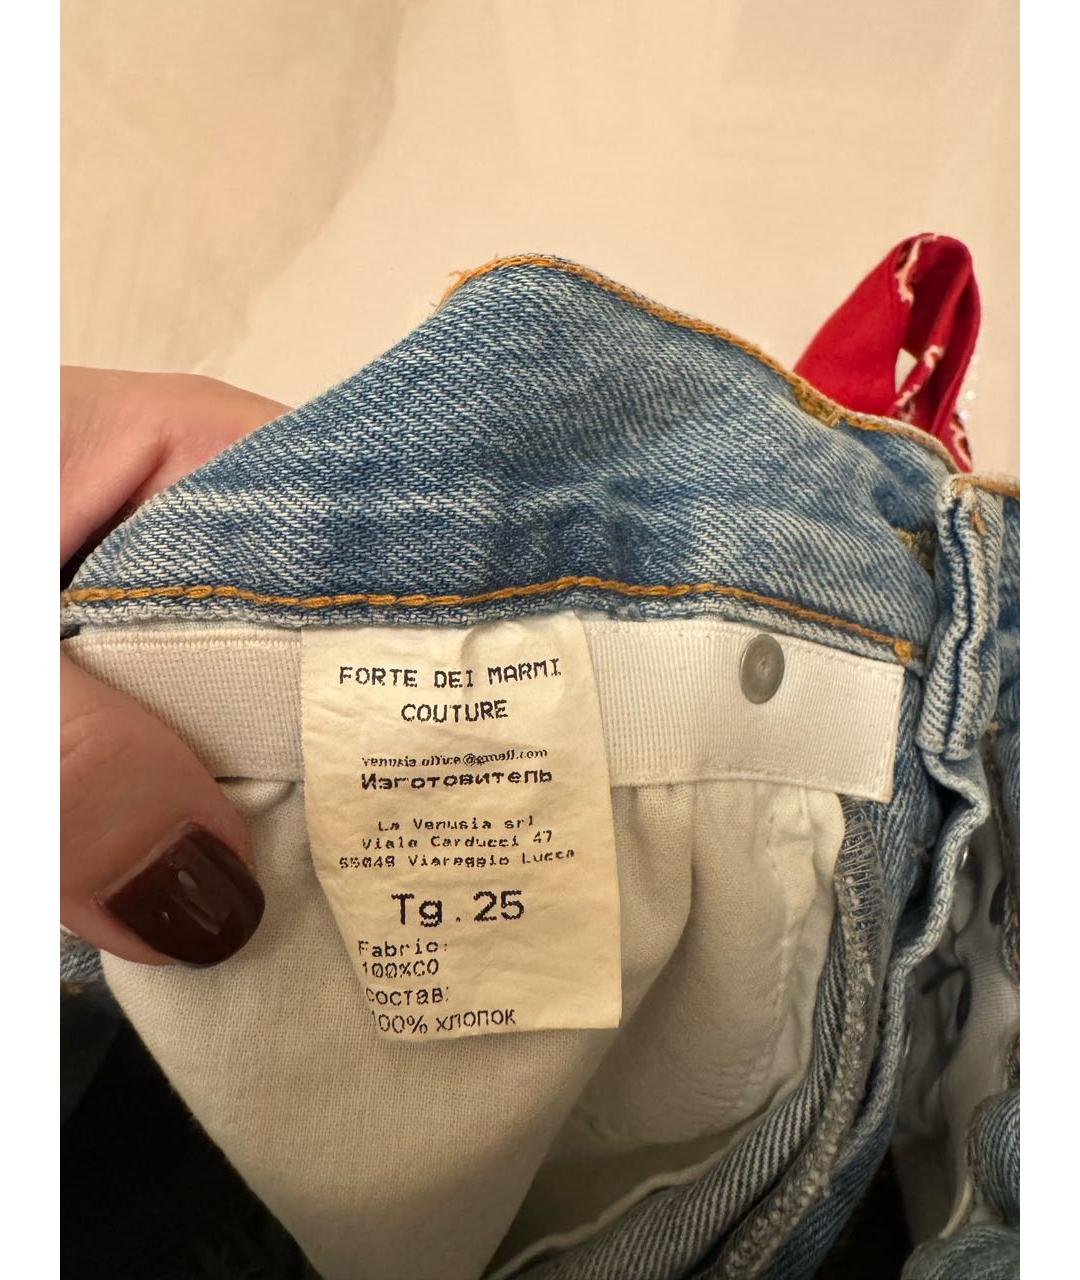 FORTE DEI MARMI
COUTURE
venusia.office@gmail.com
Изготовитель
La Venusia srl
Viale Carducci 47
55049 Viareggio Lucca
Tg.25
Fabric:
100%CO
состав:
100% хлопок